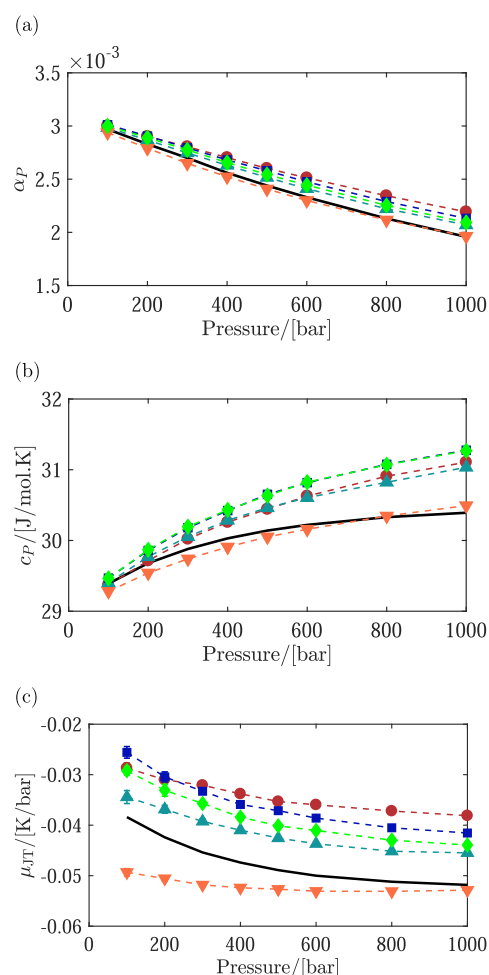 (a)
×10⁻³
3.5
3
2.5
2
1.5
α_P
0 200 400 600 800 1000
Pressure/[bar]
(b)
32
31
30
29
c_P/[J/mol.K]
0 200 400 600 800 1000
Pressure/[bar]
(c)
-0.02
-0.03
-0.04
-0.05
-0.06
μ_JT/[K/bar]
0 200 400 600 800 1000
Pressure/[bar]